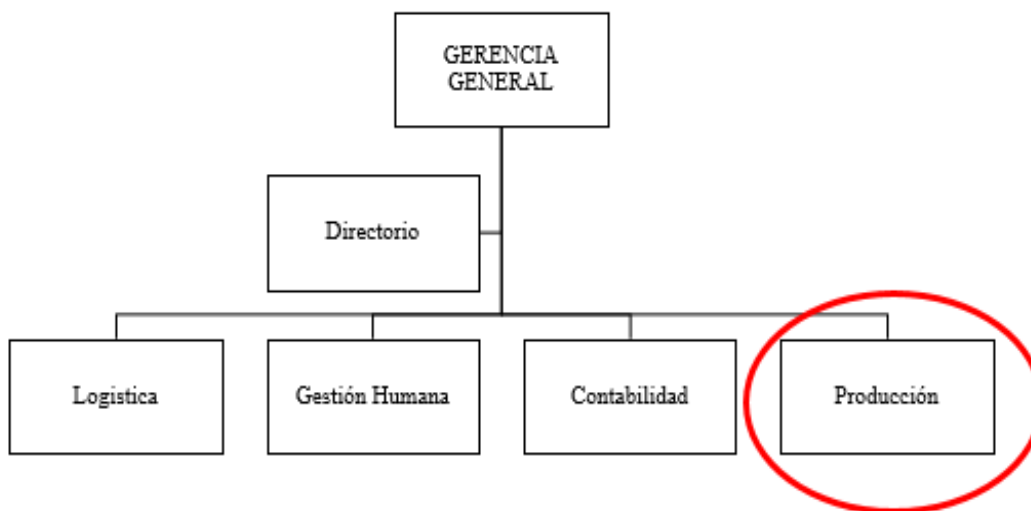 GERENCIA
GENERAL
Directorio
Logistica
Gestión Humana
Contabilidad
Producción